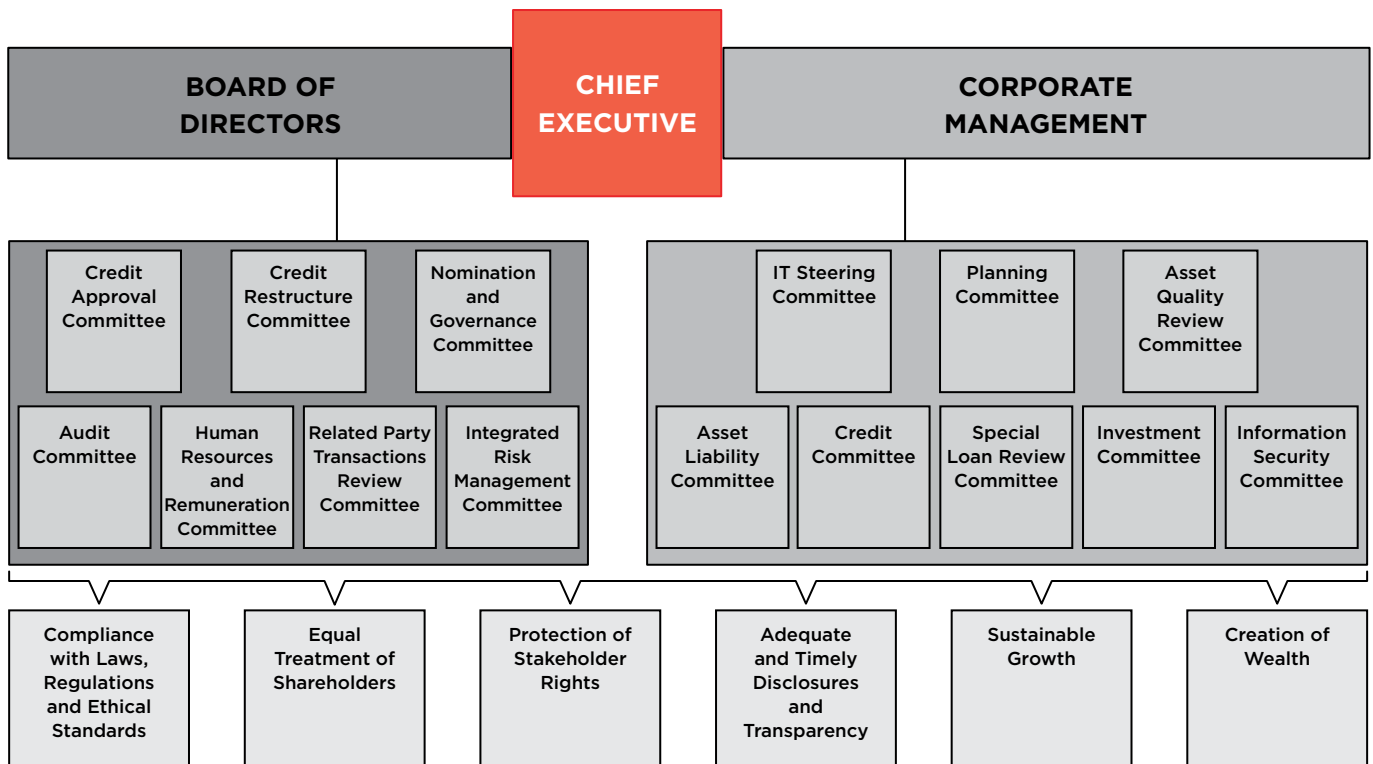 BOARD OF
DIRECTORS
CHIEF
EXECUTIVE
CORPORATE
MANAGEMENT
Credit
Approval
Committee
Credit
Restructure
Committee
Nomination
and
Governance
Committee
IT Steering
Committee
Planning
Committee
Asset
Quality
Review
Committee
Audit
Committee
Human
Resources
and
Remuneration
Committee
Related Party
Transactions
Review
Committee
Integrated
Risk
Management
Committee
Asset
Liability
Committee
Credit
Committee
Special
Loan Review
Committee
Investment
Committee
Information
Security
Committee
Compliance
with Laws,
Regulations
and Ethical
Standards
Equal
Treatment of
Shareholders
Protection of
Stakeholder
Rights
Adequate
and Timely
Disclosures
and
Transparency
Sustainable
Growth
Creation of
Wealth